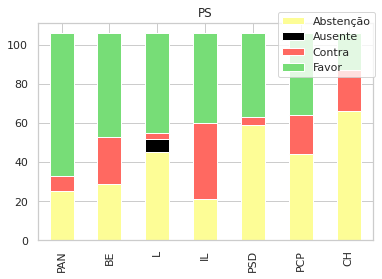 PS
Abstenção
Ausente
Contra
Favor
100
80
60
40
20
0
PAN
BE
L
IL
PSD
PCP
CH